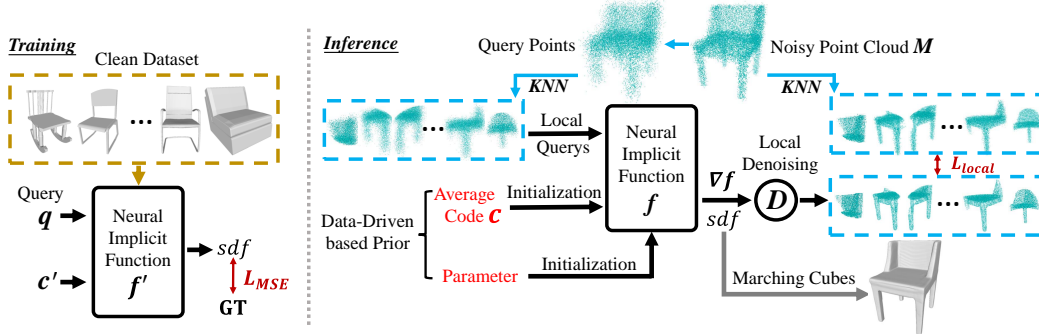 Training
Clean Dataset
...
Query
q
c'
Neural
Implicit
Function
f'
sdf
L_MSE
GT
Inference
Query Points
Noisy Point Cloud M
KNN
KNN
...
Local
Querys
Neural
Implicit
Function
f
Data-Driven
based Prior
Average
Code c
Initialization
Parameter
Initialization
∇f
sdf
Local
Denoising
D
...
L_local
...
Marching Cubes